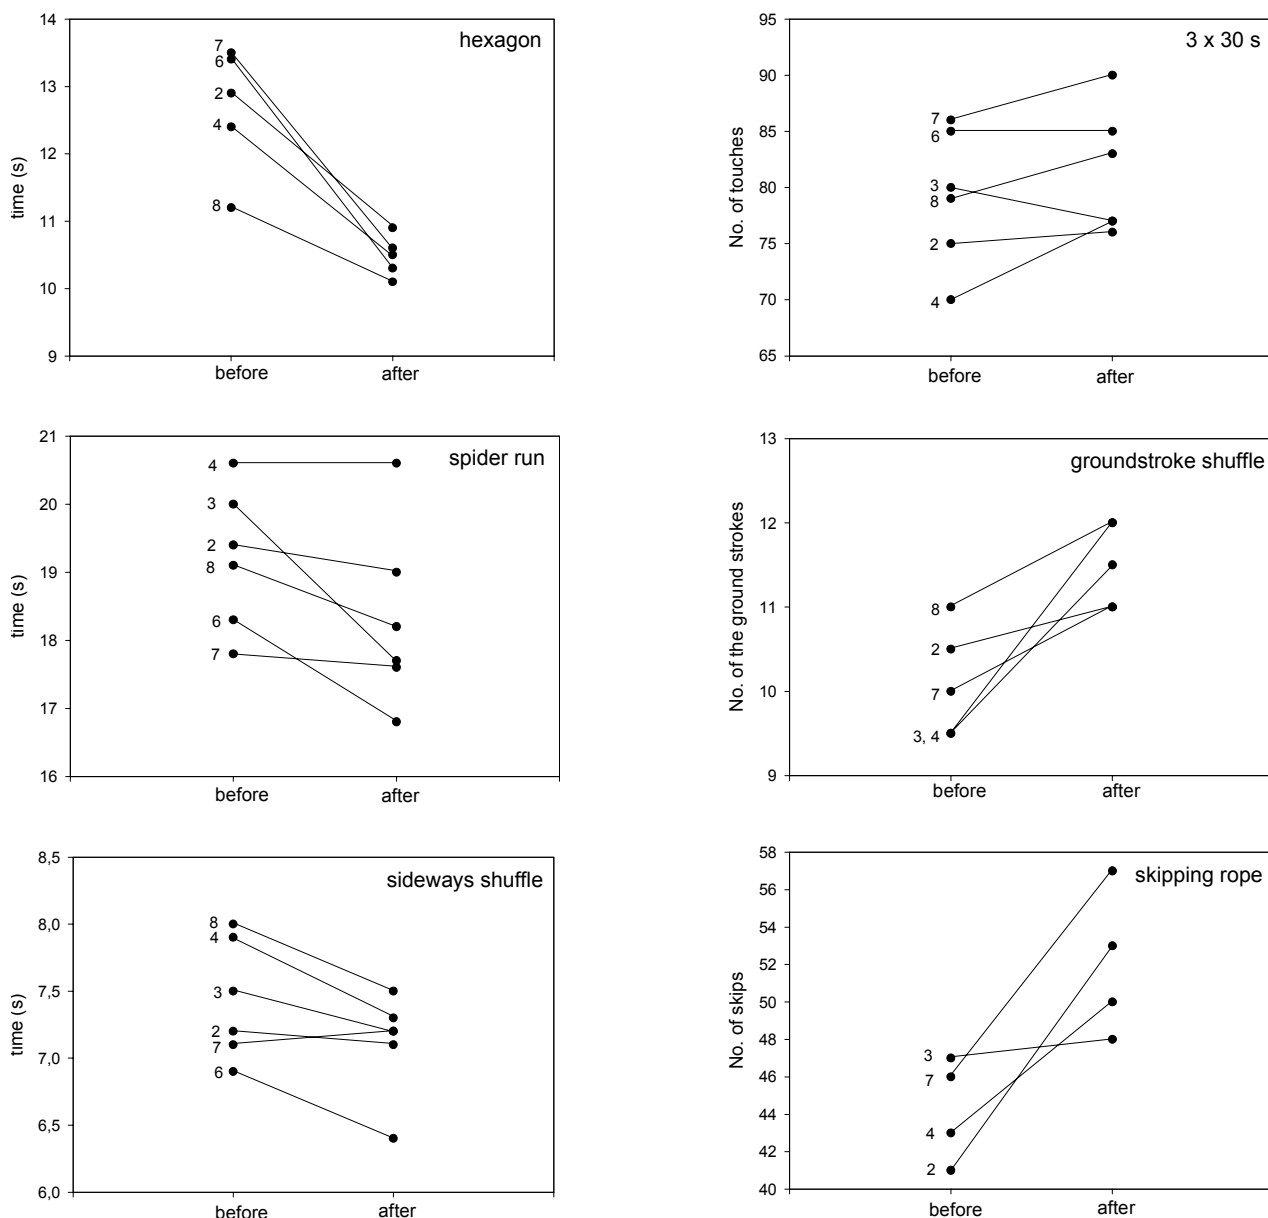 hexagon
time (s)
14
13
12
11
10
9
7
6
2
4
8
before
after
3 x 30 s
No. of touches
95
90
85
80
75
70
65
7
6
3
8
2
4
before
after
spider run
time (s)
21
20
19
18
17
16
4
3
2
8
6
7
before
after
groundstroke shuffle
No. of the ground strokes
13
12
11
10
9
8
2
7
3, 4
before
after
sideways shuffle
time (s)
8,5
8,0
7,5
7,0
6,5
6,0
8
4
3
2
7
6
before
after
skipping rope
No. of skips
58
56
54
52
50
48
46
44
42
40
3
7
4
2
before
after